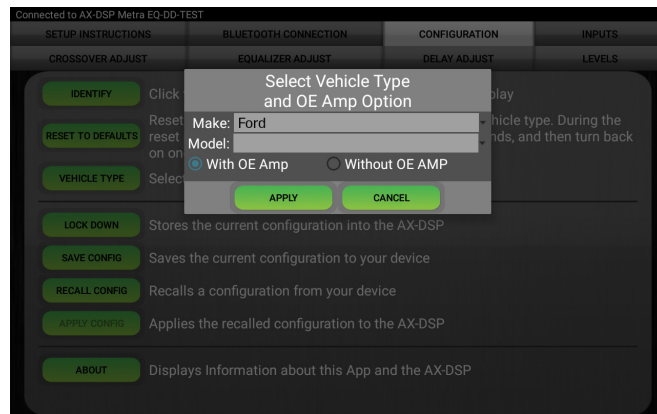 Connected to AX-DSP Metra EQ-DD-TEST
SETUP INSTRUCTIONS BLUETOOTH CONNECTION CONFIGURATION INPUTS
CROSSOVER ADJUST EQUALIZER ADJUST DELAY ADJUST LEVELS
Select Vehicle Type
and OE Amp Option
Make: Ford
Model:
With OE Amp Without OE AMP
APPLY CANCEL
IDENTIFY Click play
Reset hicle type. During the
RESET TO DEFAULTS reset nds, and then turn back
on on
VEHICLE TYPE Select
LOCK DOWN Stores the current configuration into the AX-DSP
SAVE CONFIG Saves the current configuration to your device
RECALL CONFIG Recalls a configuration from your device
APPLY CONFIG Applies the recalled configuration to the AX-DSP
ABOUT Displays Information about this App and the AX-DSP